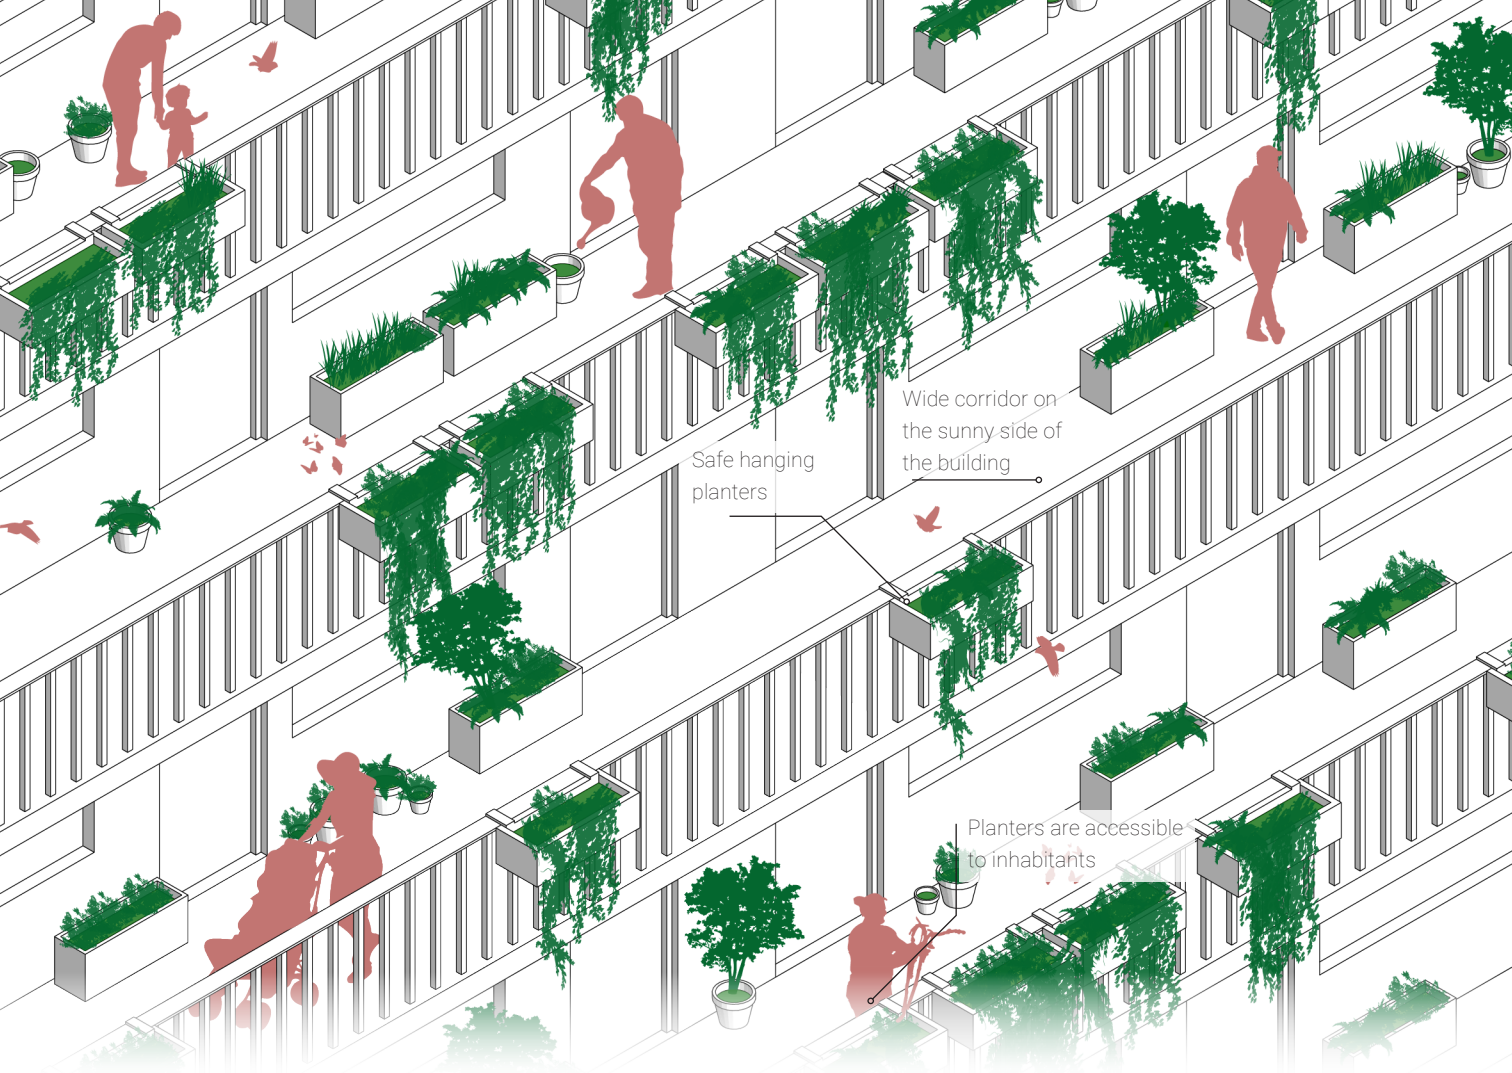 Wide corridor on
the sunny side of
the building
Safe hanging
planters
Planters are accessible
to inhabitants